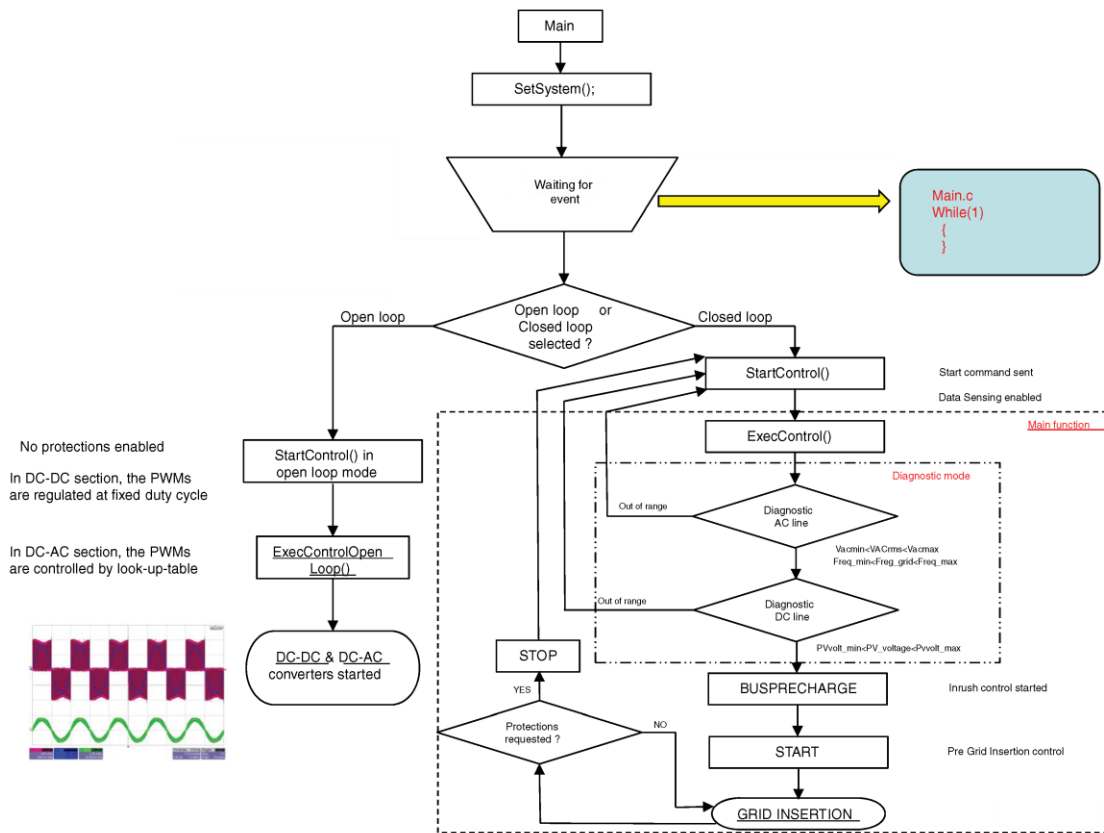 Main
SetSystem();
Waiting for
event
Main.c
While(1)
{
}
Open loop or
Closed loop
selected ?
Open loop
Closed loop
StartControl()
Start command sent
Data Sensing enabled
Main function
ExecControl()
Diagnostic mode
No protections enabled
In DC-DC section, the PWMs
are regulated at fixed duty cycle
StartControl() in
open loop mode
Out of range
Diagnostic
AC line
In DC-AC section, the PWMs
are controlled by look-up-table
ExecControlOpen
Loop()
Vacmin<VACrms<Vacmax
Freq_min<Freg_grid<Freq_max
Out of range
Diagnostic
DC line
DC-DC & DC-AC
converters started
STOP
PVvolt_min<PV_voltage<Pvvolt_max
YES
BUSPRECHARGE
Inrush control started
Protections
requested ?
NO
START
Pre Grid Insertion control
GRID INSERTION